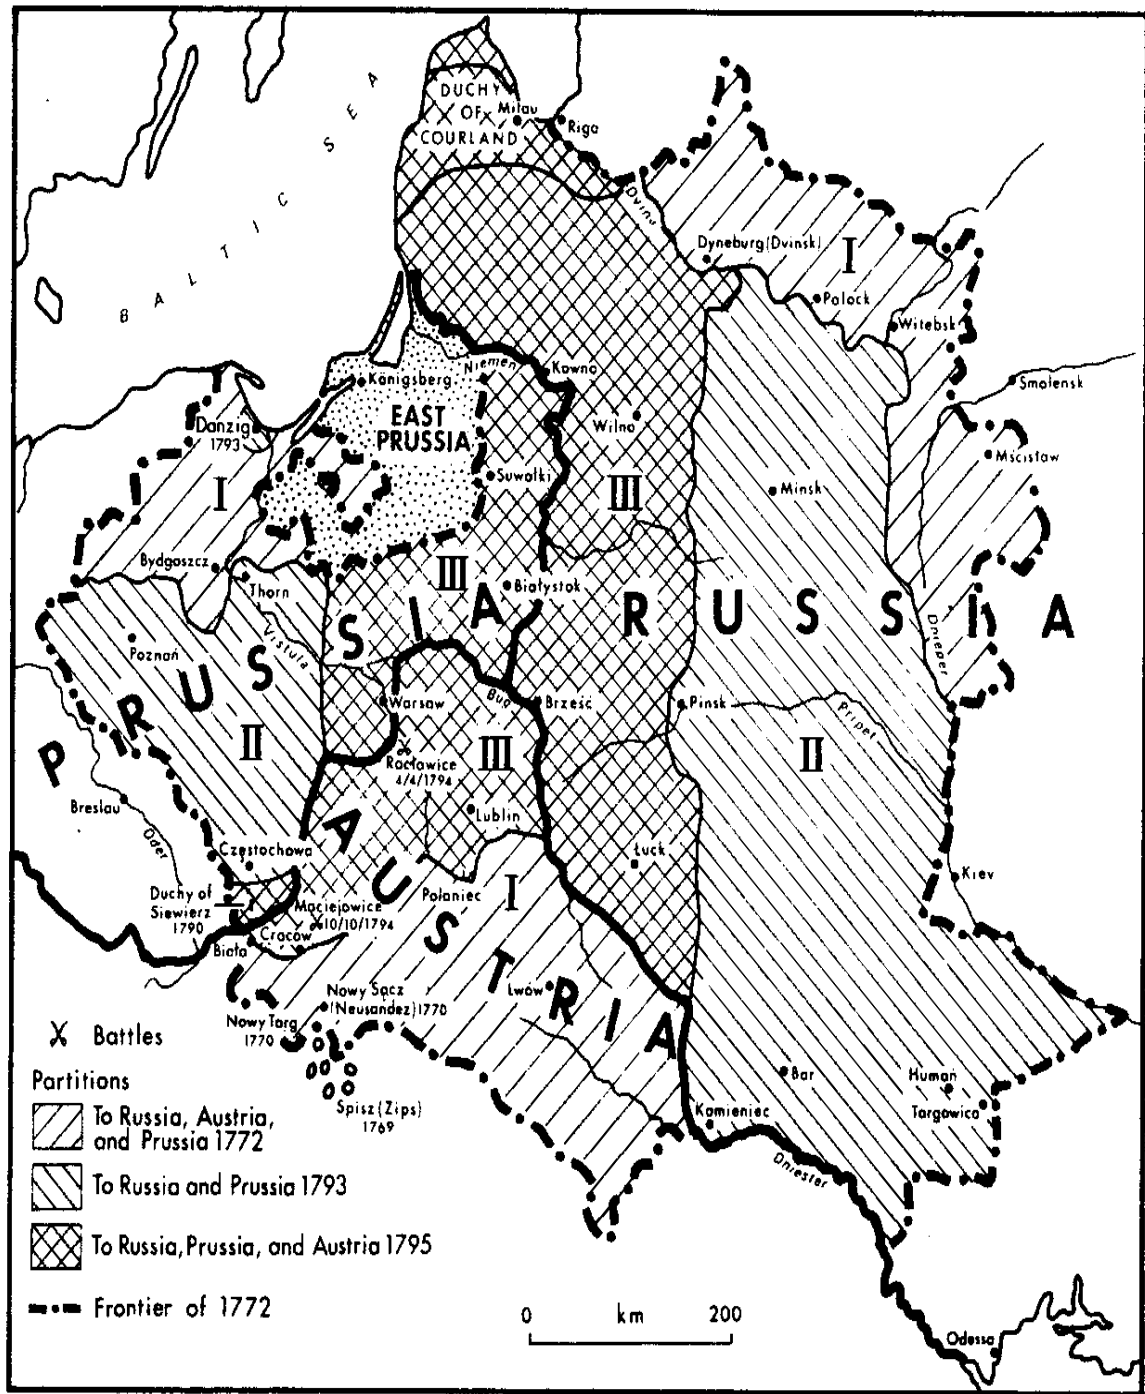 BALTIC SEA
DUCHY
OF
COURLAND
Mitau
Riga
Dvina
Dyneburg (Dvinsk)
I
Połock
Witebsk
Smolensk
Niemen
Kowno
Königsberg
EAST
PRUSSIA
Wilno
Danzig
1793
Mścisław
I
Suwałki
III
Minsk
Bydgoszcz
Thorn
III
Białystok
Dnieper
RUSSIA
Poznań
Vistula
PRUSSIA
Warsaw
Bug
Brześć
Pinsk
Pripet
II
Racławice
4/4/1794
III
II
Breslau
Oder
Lublin
Częstochowa
Łuck
Kiev
Duchy of
Siewierz
1790
Maciejowice
10/10/1794
Połaniec
I
Biała
Cracow
AUSTRIA
Lwów
Nowy Sącz
(Neusandez) 1770
Nowy Targ
1770
Spisz (Zips)
1769
Bar
Humań
Targowica
Kamieniec
Dniester
Odessa
Battles
Partitions
To Russia, Austria,
and Prussia 1772
To Russia and Prussia 1793
To Russia, Prussia, and Austria 1795
Frontier of 1772
0 km 200